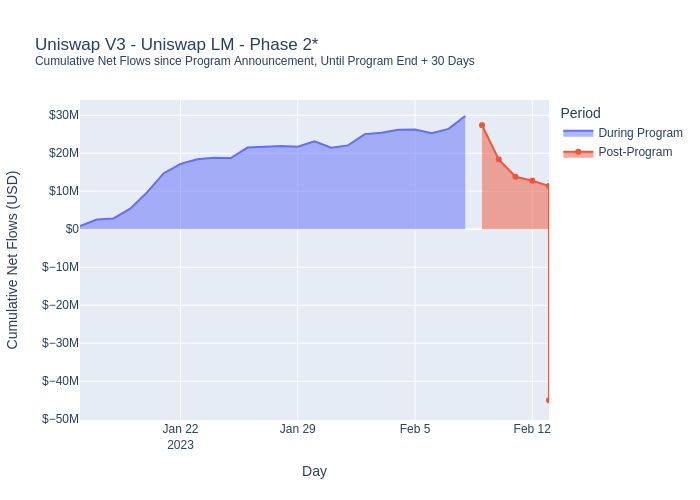 Uniswap V3 - Uniswap LM - Phase 2*
Cumulative Net Flows since Program Announcement, Until Program End + 30 Days
Period
During Program
Post-Program
$30M
$20M
$10M
$0
$−10M
$−20M
$−30M
$−40M
$−50M
Cumulative Net Flows (USD)
Jan 22
2023
Jan 29
Feb 5
Feb 12
Day